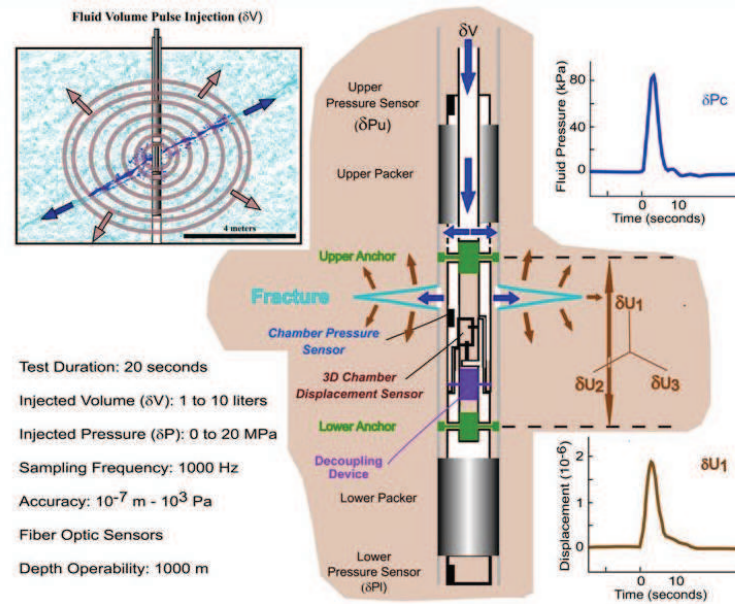 Fluid Volume Pulse Injection (δV)
4 meters
δV
Upper
Pressure Sensor
(δPu)
Upper Packer
Upper Anchor
Fracture
Chamber Pressure
Sensor
3D Chamber
Displacement Sensor
Lower Anchor
Decoupling
Device
Lower Packer
Lower
Pressure Sensor
(δPl)
Test Duration: 20 seconds
Injected Volume (δV): 1 to 10 liters
Injected Pressure (δP): 0 to 20 MPa
Sampling Frequency: 1000 Hz
Accuracy: 10⁻⁷ m - 10³ Pa
Fiber Optic Sensors
Depth Operability: 1000 m
Fluid Pressure (kPa)
80
40
0
δPc
0 10
Time (seconds)
δU₁
δU₂ δU₃
Displacement (10⁻⁶)
2
1
0
δU₁
0 10
Time (seconds)